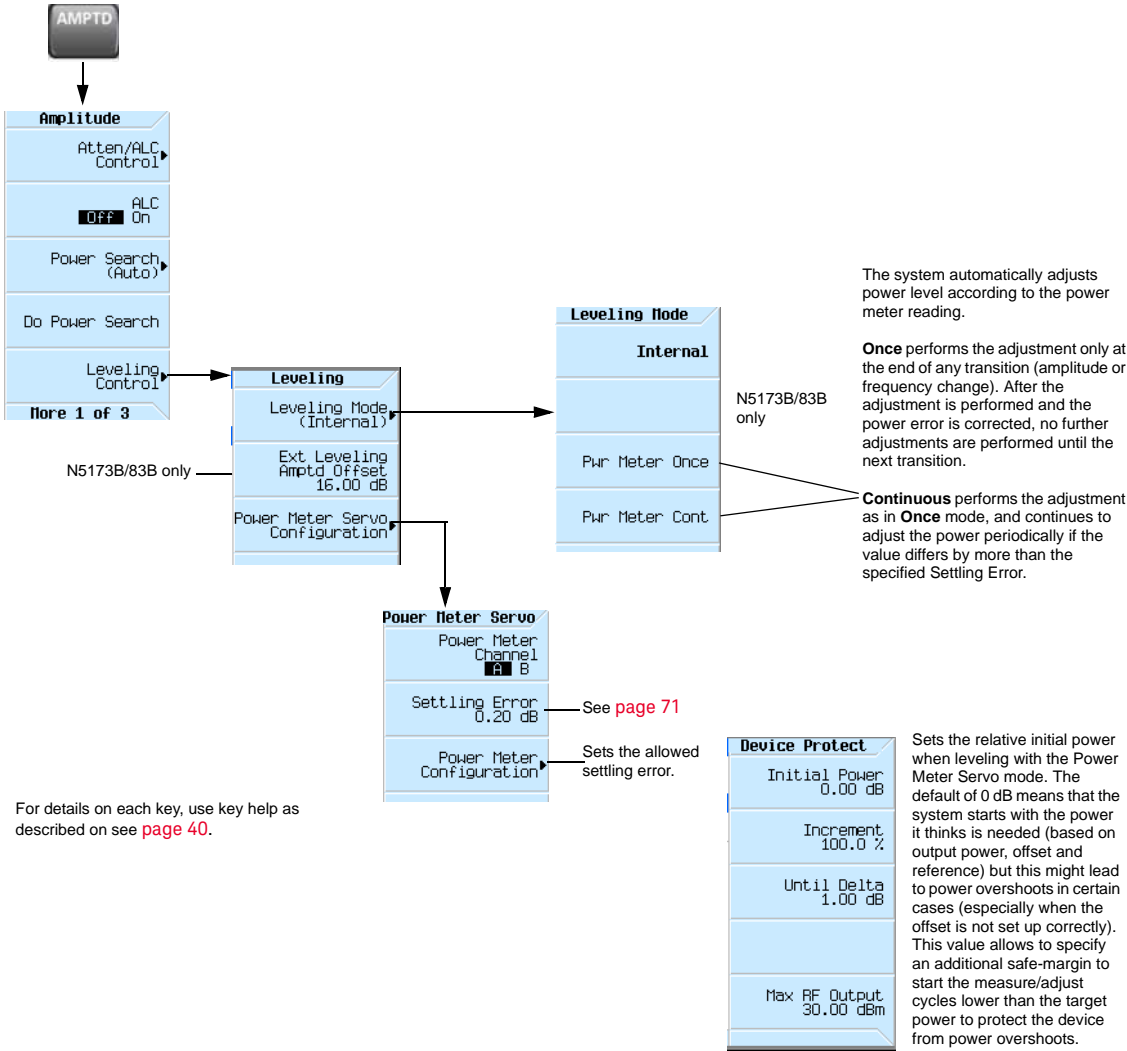 AMPTD
Amplitude
Atten/ALC
Control
ALC
Off On
Power Search
(Auto)
Do Power Search
Leveling
Control
More 1 of 3
Leveling
Leveling Mode
(Internal)
Ext Leveling
Amptd Offset
16.00 dB
Power Meter Servo
Configuration
N5173B/83B only
Leveling Mode
Internal
Pwr Meter Once
Pwr Meter Cont
N5173B/83B
only
The system automatically adjusts
power level according to the power
meter reading.
Once performs the adjustment only at
the end of any transition (amplitude or
frequency change). After the
adjustment is performed and the
power error is corrected, no further
adjustments are performed until the
next transition.
Continuous performs the adjustment
as in Once mode, and continues to
adjust the power periodically if the
value differs by more than the
specified Settling Error.
Power Meter Servo
Power Meter
Channel
A B
Settling Error
0.20 dB
Power Meter
Configuration
See page 71
Sets the allowed
settling error.
For details on each key, use key help as
described on see page 40.
Device Protect
Initial Power
0.00 dB
Increment
100.0 %
Until Delta
1.00 dB
Max RF Output
30.00 dBm
Sets the relative initial power
when leveling with the Power
Meter Servo mode. The
default of 0 dB means that the
system starts with the power
it thinks is needed (based on
output power, offset and
reference) but this might lead
to power overshoots in certain
cases (especially when the
offset is not set up correctly).
This value allows to specify
an additional safe-margin to
start the measure/adjust
cycles lower than the target
power to protect the device
from power overshoots.